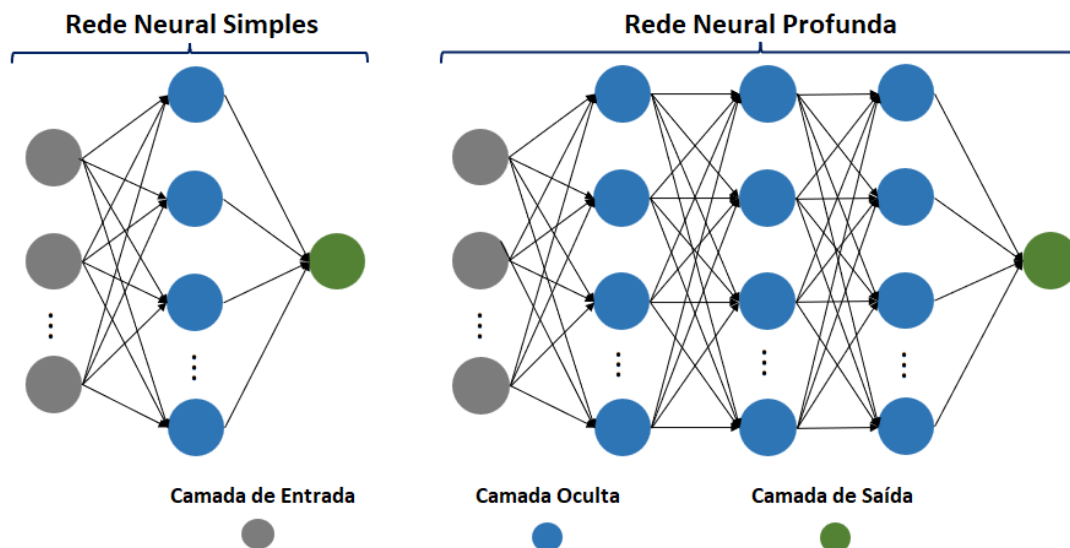 Rede Neural Simples
Rede Neural Profunda
Camada de Entrada
Camada Oculta
Camada de Saída